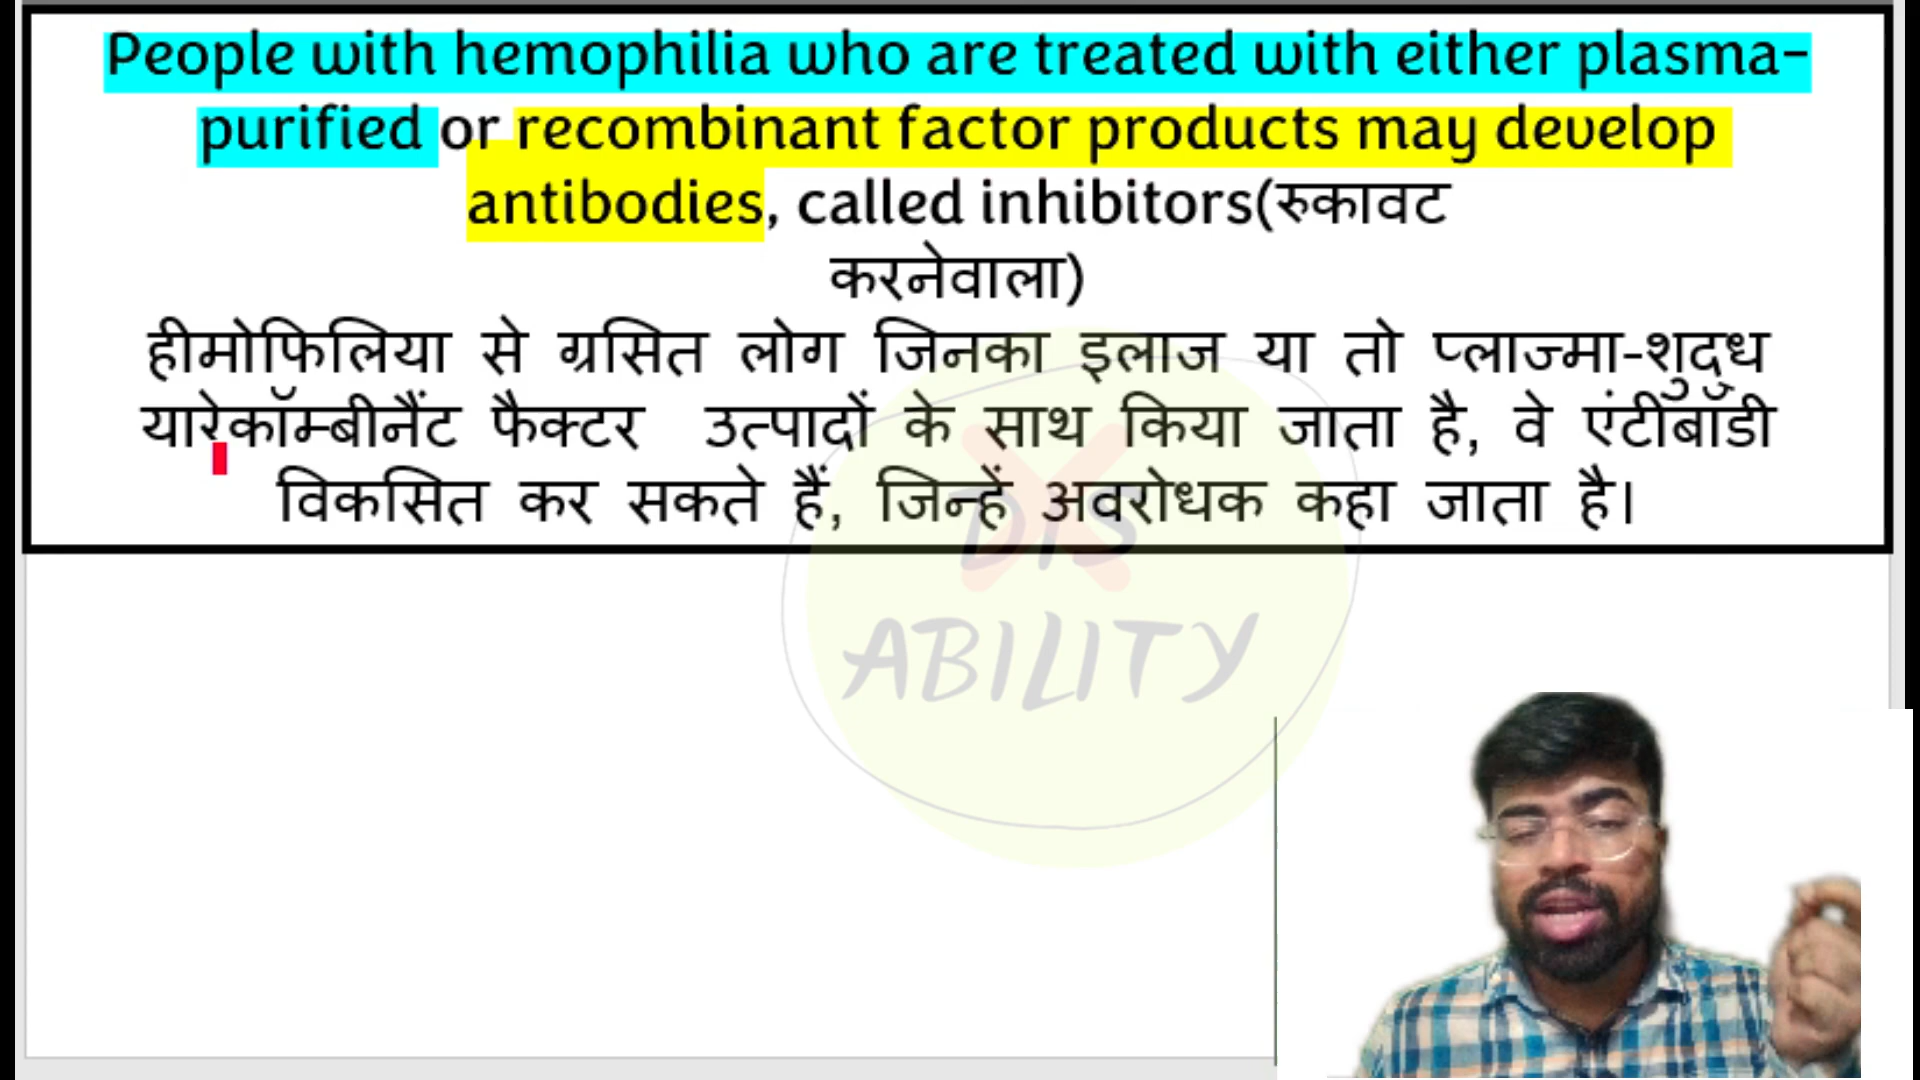 People with hemophilia who are treated with either plasma-
purified or recombinant factor products may develop
antibodies, called inhibitors(रुकावट
करनेवाला)
हीमोफिलिया से ग्रसित लोग जिनका इलाज या तो प्लाज्मा-शुद्ध
यारेकॉम्बीनैंट फैक्टर उत्पादों के साथ किया जाता है, वे एंटीबॉडी
विकसित कर सकते हैं, जिन्हें अवरोधक कहा जाता है।
DIS
ABILITY